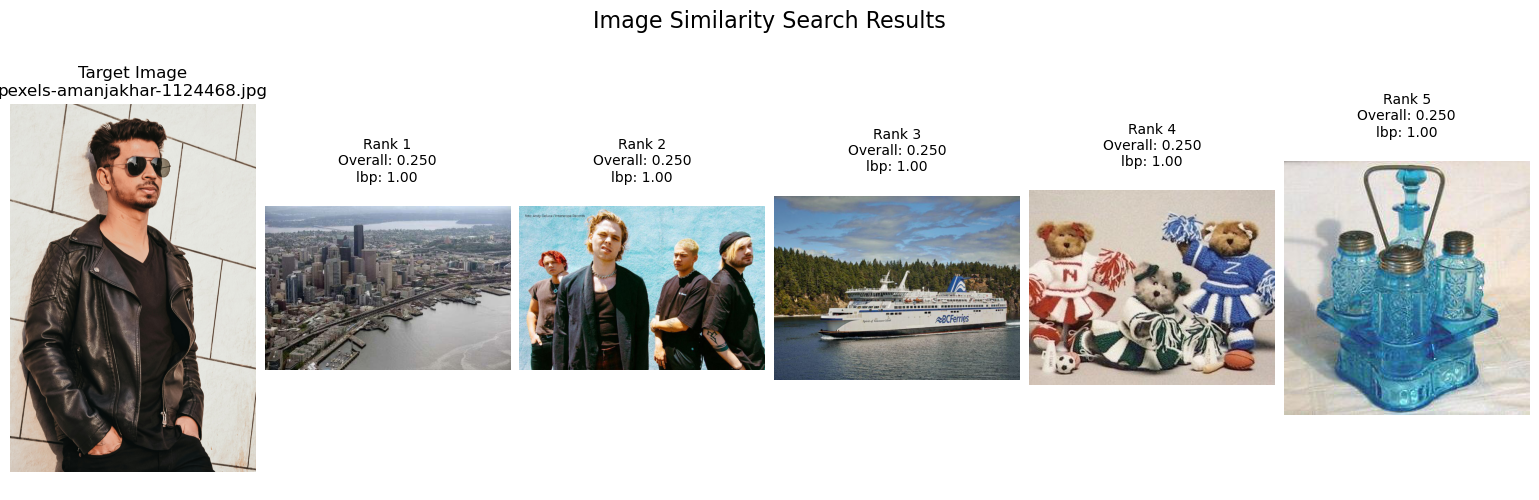 Image Similarity Search Results
Target Image
pexels-amanjakhar-1124468.jpg
Rank 1
Overall: 0.250
lbp: 1.00
Rank 2
Overall: 0.250
lbp: 1.00
Rank 3
Overall: 0.250
lbp: 1.00
BCFerries
Rank 4
Overall: 0.250
lbp: 1.00
N
Z
Rank 5
Overall: 0.250
lbp: 1.00